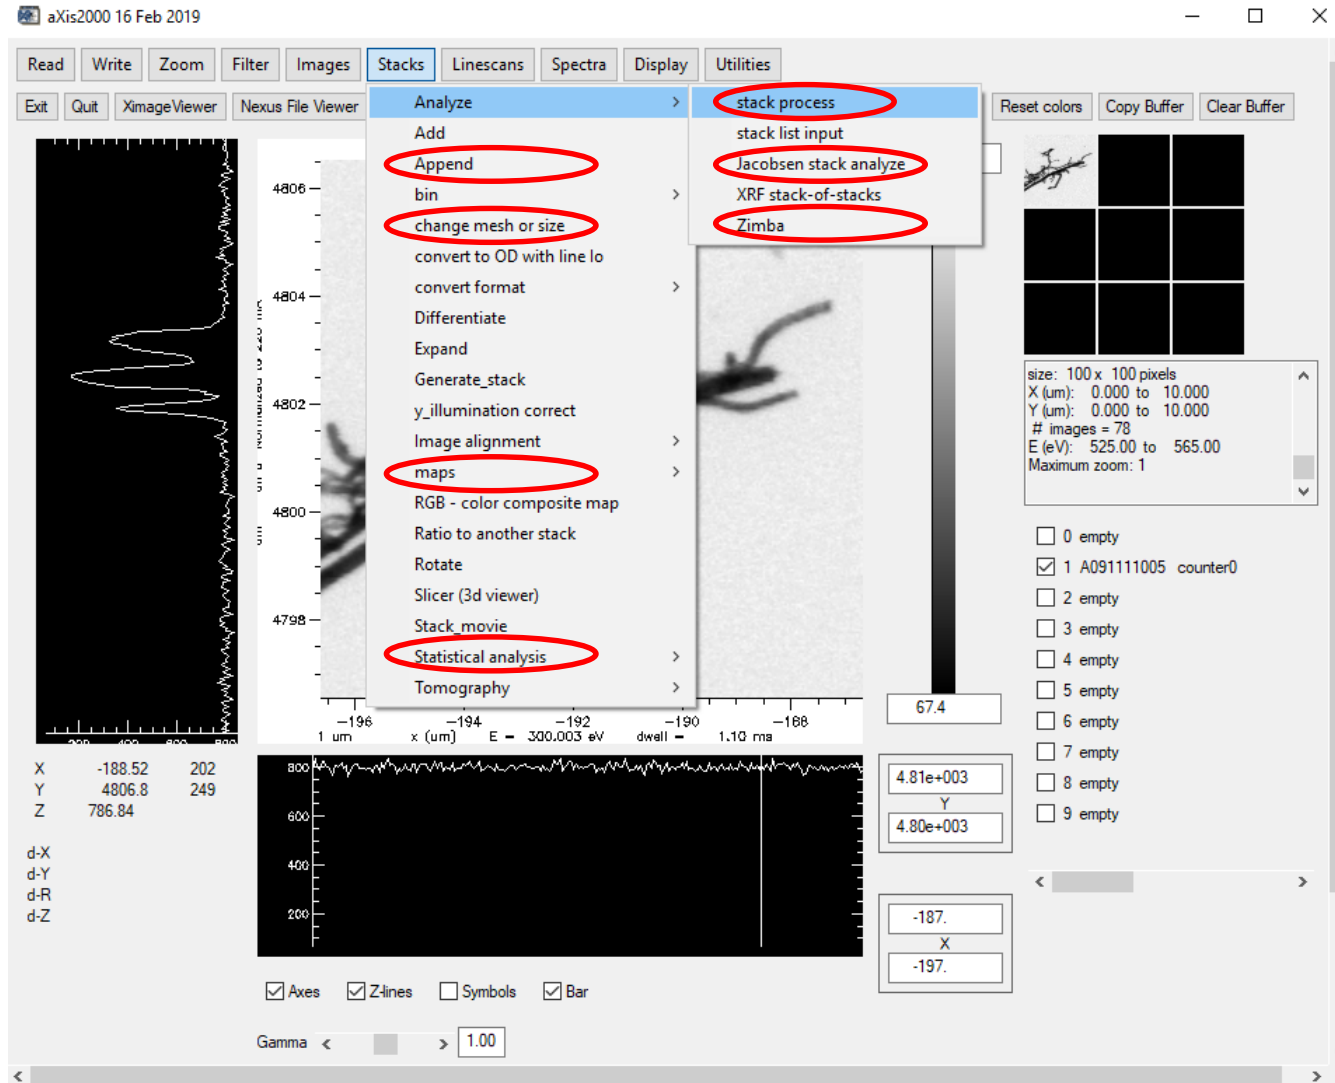 aXis2000 16 Feb 2019
Read Write Zoom Filter Images Stacks Linescans Spectra Display Utilities
Exit Quit XimageViewer Nexus File Viewer
Reset colors Copy Buffer Clear Buffer
Analyze
Add
Append
bin
change mesh or size
convert to OD with line Io
convert format
Differentiate
Expand
Generate_stack
y_illumination correct
Image alignment
maps
RGB - color composite map
Ratio to another stack
Rotate
Slicer (3d viewer)
Stack_movie
Statistical analysis
Tomography
stack process
stack list input
Jacobsen stack analyze
XRF stack-of-stacks
Zimba
4806
4804
4802
4800
4798
um
-196 -194 -192 -190 -188
1 um x (um) E = 300.003 eV dwell = 1.10 ms
67.4
size: 100 x 100 pixels
X (um): 0.000 to 10.000
Y (um): 0.000 to 10.000
# images = 78
E (eV): 525.00 to 565.00
Maximum zoom: 1
0 empty
1 A091111005 counter0
2 empty
3 empty
4 empty
5 empty
6 empty
7 empty
8 empty
9 empty
X -188.52 202
Y 4806.8 249
Z 786.84
d-X
d-Y
d-R
d-Z
800
600
400
200
4.81e+003
Y
4.80e+003
-187.
X
-197.
Axes Z-lines Symbols Bar
Gamma 1.00